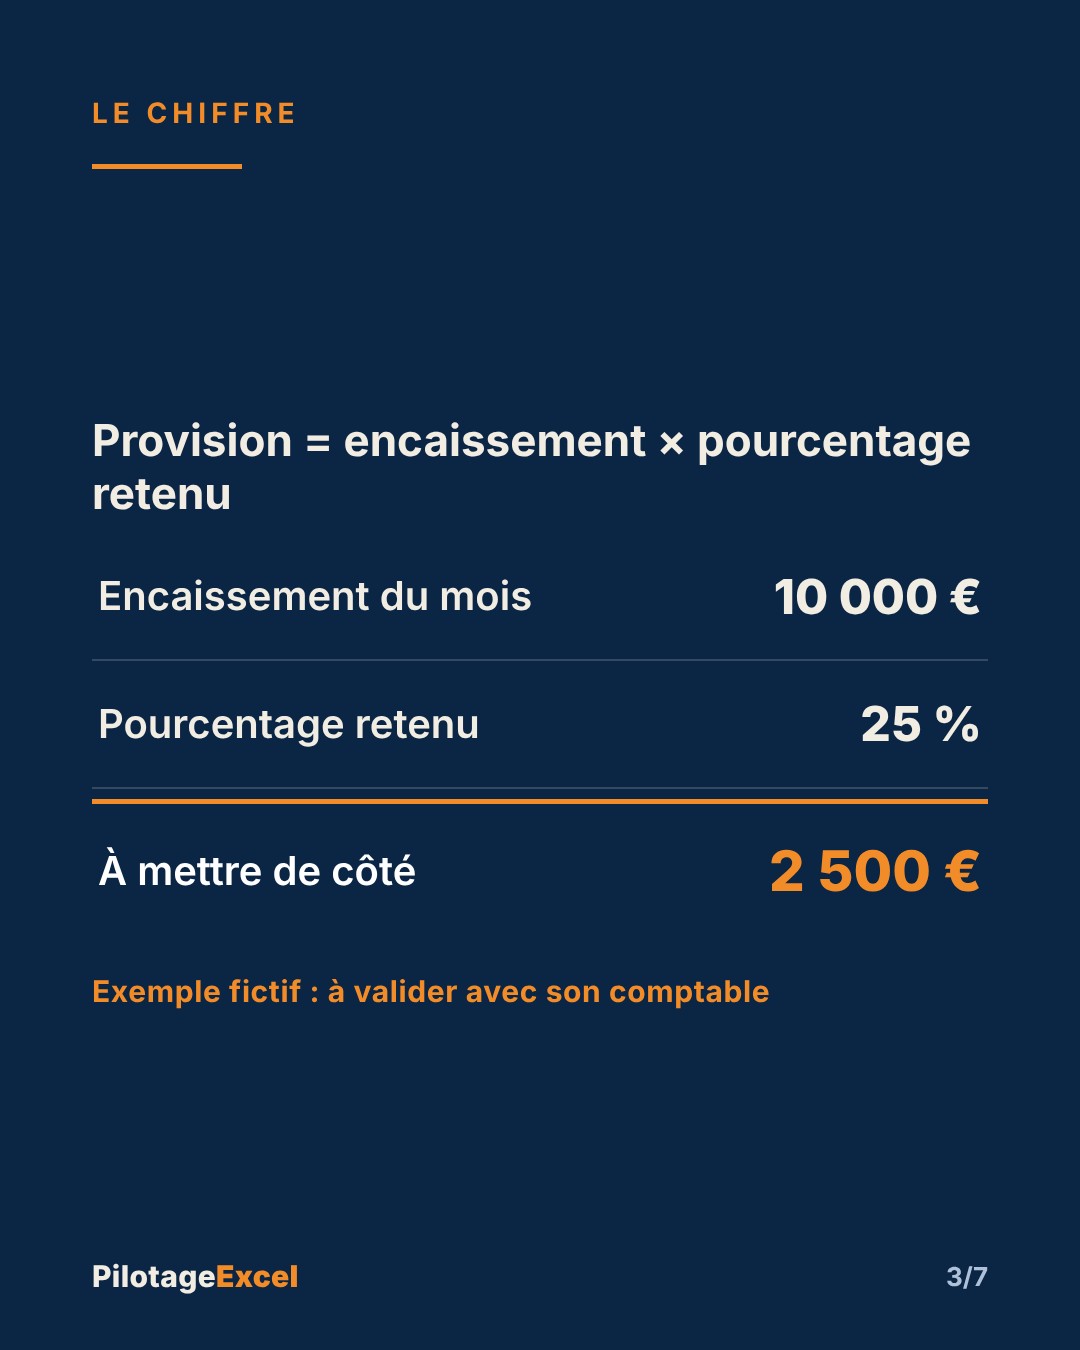 LE CHIFFRE
Provision = encaissement × pourcentage
retenu
Encaissement du mois 10 000 €
Pourcentage retenu 25 %
À mettre de côté 2 500 €
Exemple fictif : à valider avec son comptable
PilotageExcel 3/7